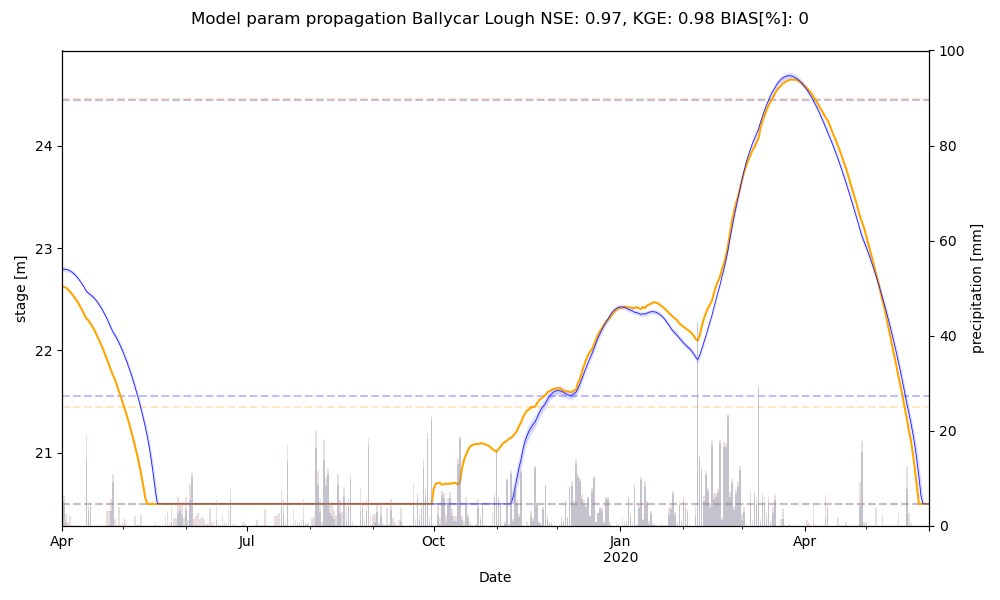 Model param propagation Ballycar Lough NSE: 0.97, KGE: 0.98 BIAS[%]: 0
100
24
80
23
60
stage [m]
precipitation [mm]
40
22
20
21
0
Apr Jul Oct Jan Apr
2020
Date